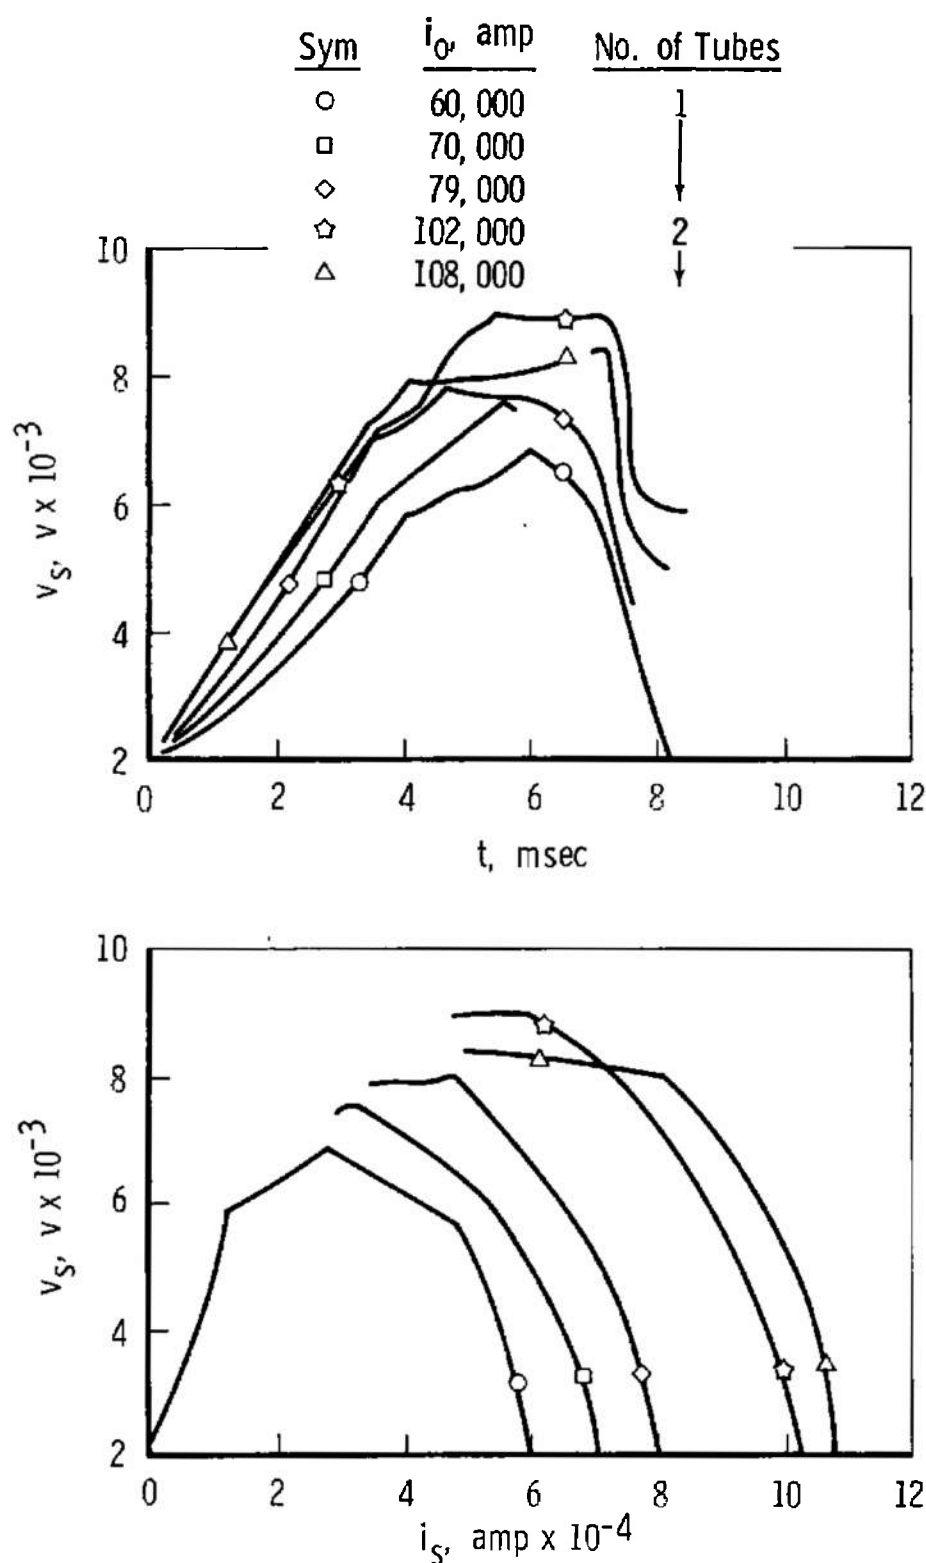 Sym i₀, amp No. of Tubes
60,000 1
70,000
79,000
102,000 2
108,000
10
8
6
4
2
vₛ, v x 10⁻³
0 2 4 6 8 10 12
t, msec
10
8
6
4
2
vₛ, v x 10⁻³
0 2 4 6 8 10 12
iₛ, amp x 10⁻⁴